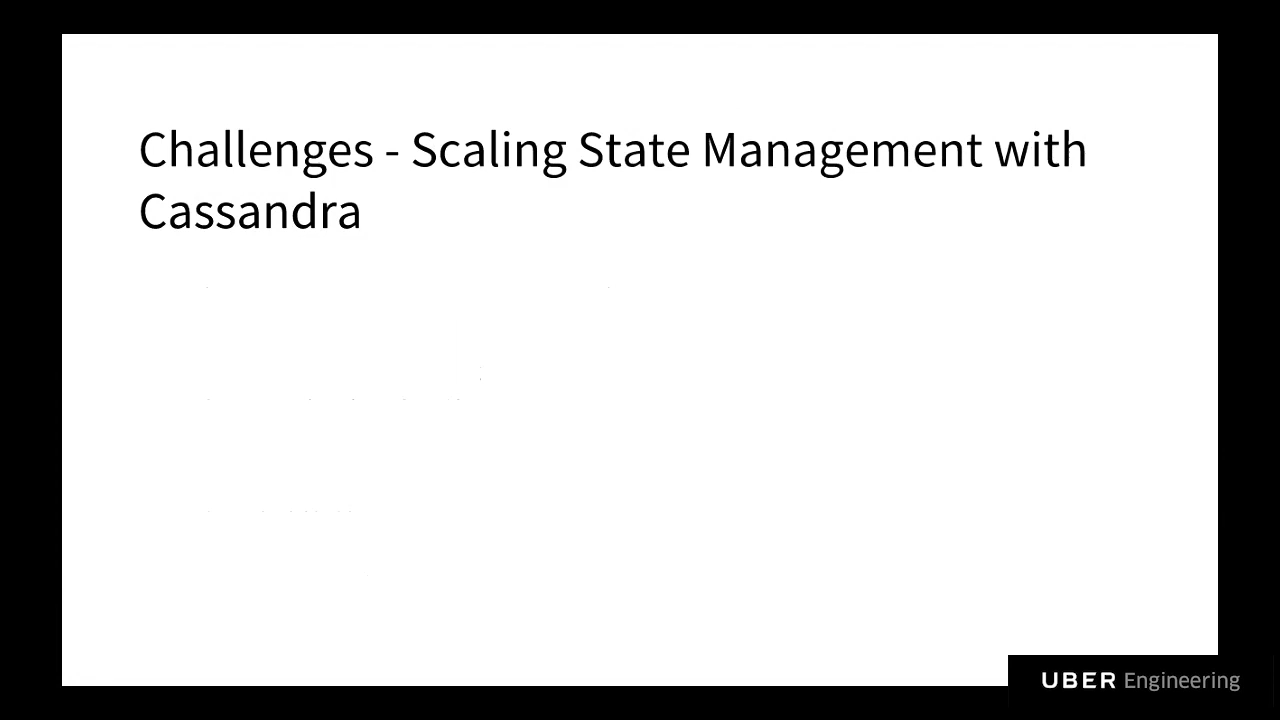 Challenges - Scaling State Management with
Cassandra
UBER Engineering